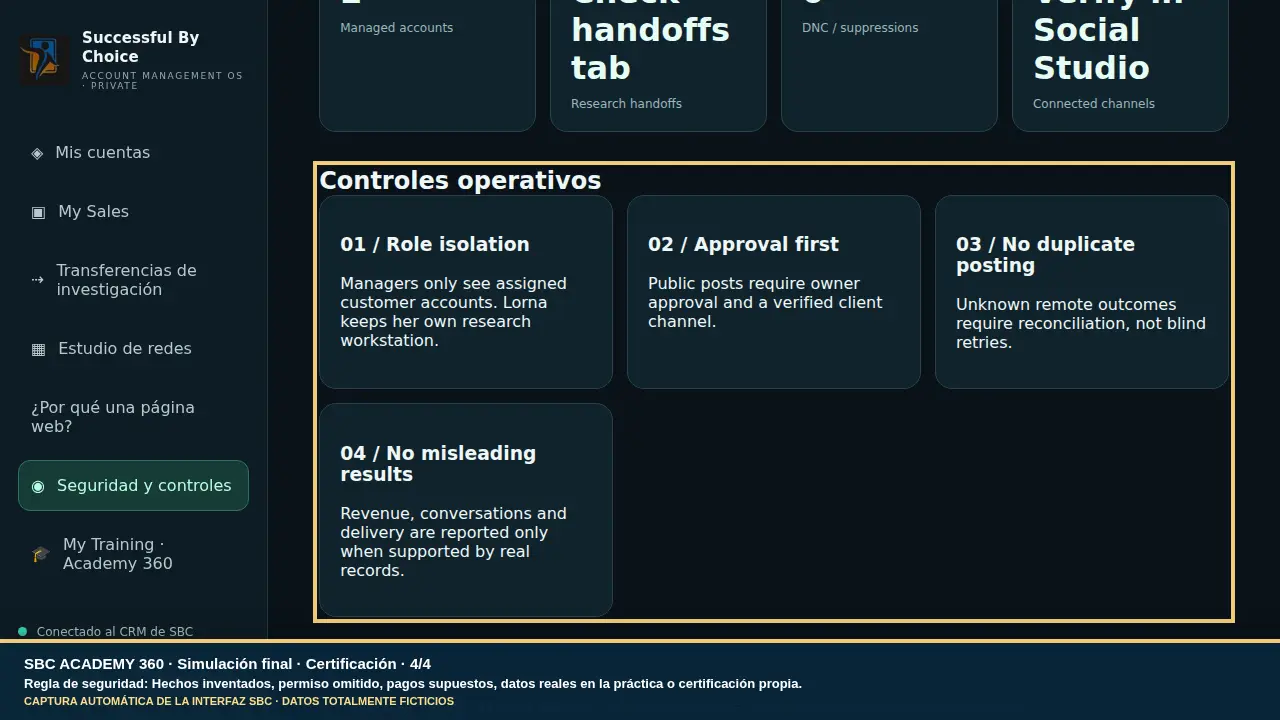 Successful By
Choice
ACCOUNT MANAGEMENT OS
· PRIVATE
Mis cuentas
My Sales
Transferencias de
investigación
Estudio de redes
¿Por qué una página
web?
Seguridad y controles
My Training ·
Academy 360
Conectado al CRM de SBC
Managed accounts
handoffs
tab
Research handoffs
DNC / suppressions
Social
Studio
Connected channels
Controles operativos
01 / Role isolation
Managers only see assigned
customer accounts. Lorna
keeps her own research
workstation.
02 / Approval first
Public posts require owner
approval and a verified client
channel.
03 / No duplicate
posting
Unknown remote outcomes
require reconciliation, not blind
retries.
04 / No misleading
results
Revenue, conversations and
delivery are reported only
when supported by real
records.
SBC ACADEMY 360 · Simulación final · Certificación · 4/4
Regla de seguridad: Hechos inventados, permiso omitido, pagos supuestos, datos reales en la práctica o certificación propia.
CAPTURA AUTOMÁTICA DE LA INTERFAZ SBC · DATOS TOTALMENTE FICTICIOS